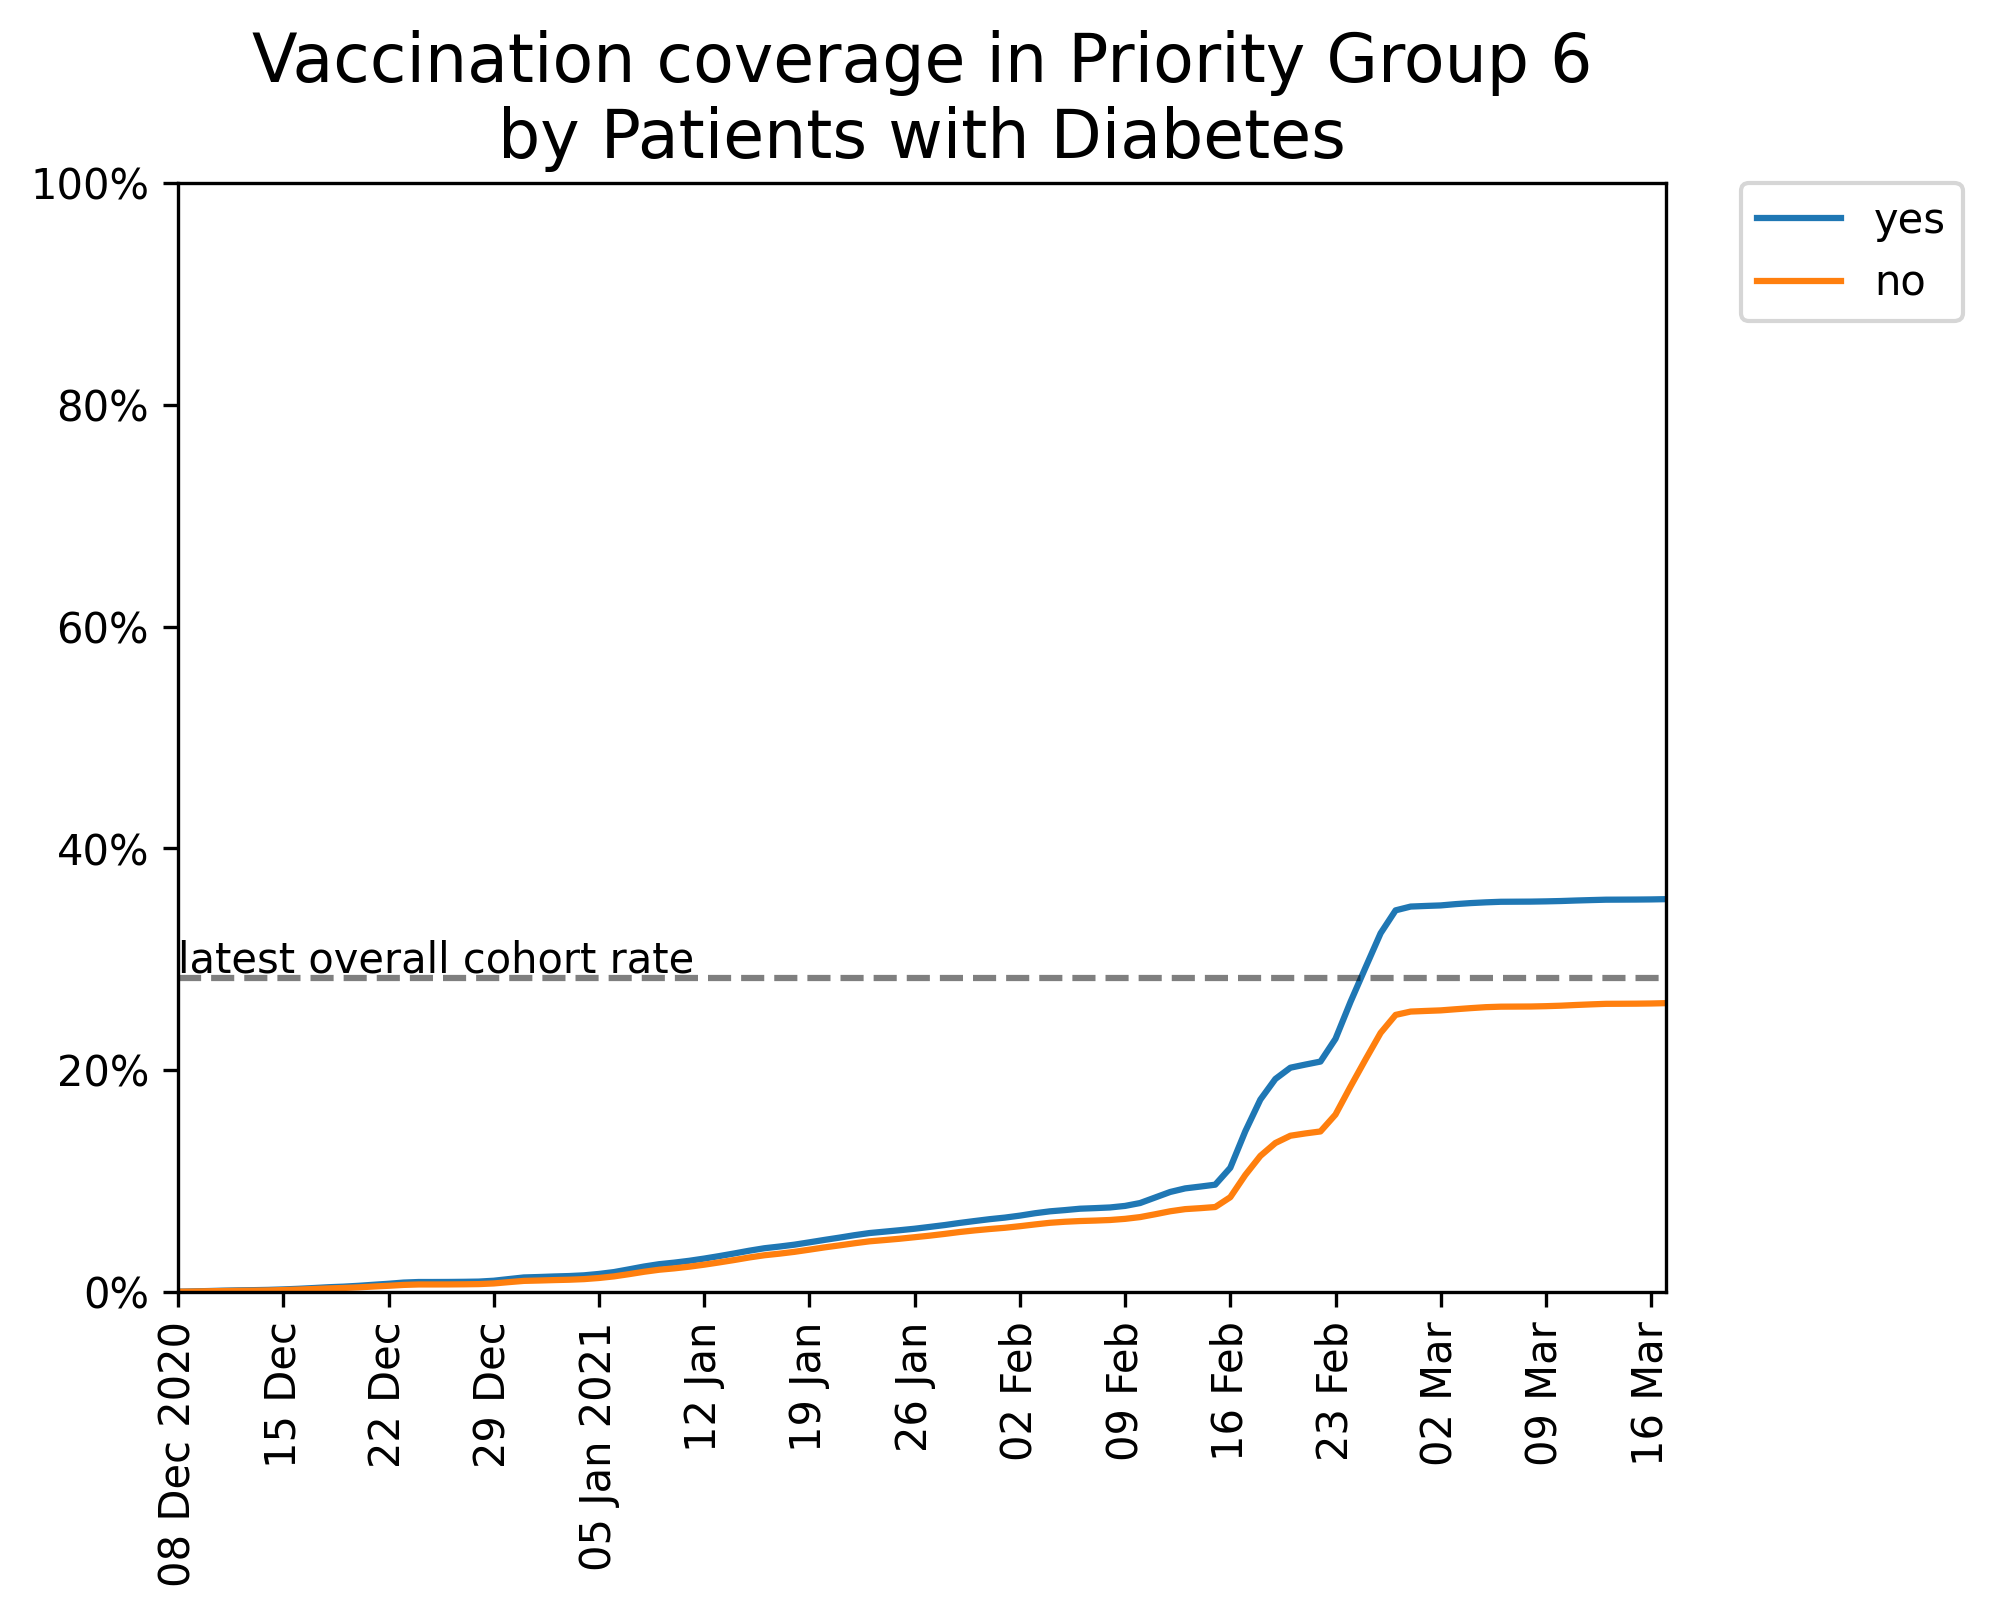 Vaccination coverage in Priority Group 6
by Patients with Diabetes
100%
80%
60%
40%
20%
0%
yes
no
latest overall cohort rate
08 Dec 2020
15 Dec
22 Dec
29 Dec
05 Jan 2021
12 Jan
19 Jan
26 Jan
02 Feb
09 Feb
16 Feb
23 Feb
02 Mar
09 Mar
16 Mar